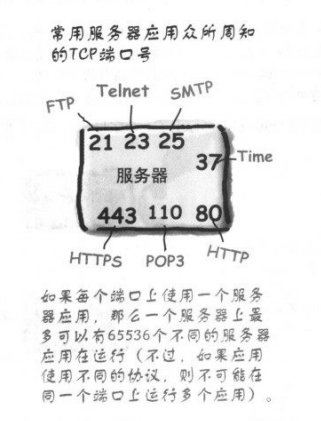 常用服务器应用众所周知
的TCP端口号
FTP Telnet SMTP
21 23 25
37 Time
服务器
443 110 80
HTTPS POP3 HTTP
如果每个端口上使用一个服务
器应用，那么一个服务器上最
多可以有65536个不同的服务器
应用在运行（不过，如果应用
使用不同的协议，则不可能在
同一个端口上运行多个应用）。